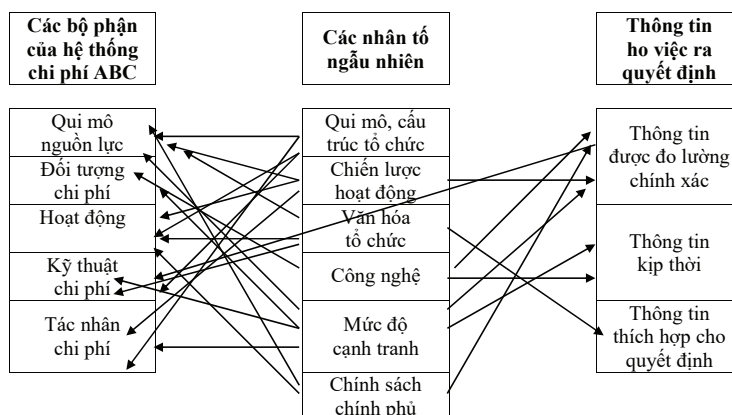 Các bộ phận
của hệ thống
chi phí ABC
Các nhân tố
ngẫu nhiên
Thông tin
ho việc ra
quyết định
Qui mô
nguồn lực
Đối tượng
chi phí
Hoạt động
Kỹ thuật
chi phí
Tác nhân
chi phí
Qui mô, cấu
trúc tổ chức
Chiến lược
hoạt động
Văn hóa
tổ chức
Công nghệ
Mức độ
cạnh tranh
Chính sách
chính phủ
Thông tin
được đo lường
chính xác
Thông tin
kịp thời
Thông tin
thích hợp cho
quyết định